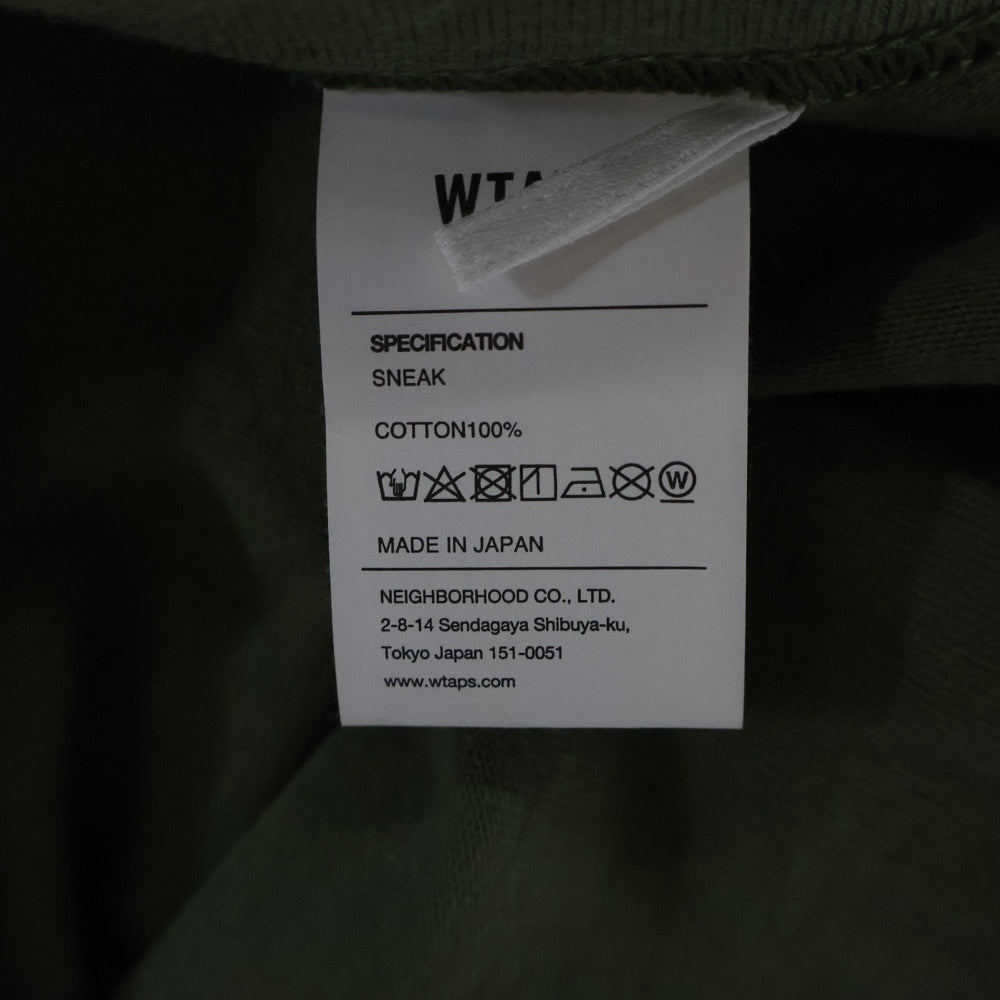 SPECIFICATION
SNEAK
COTTON100%
W
MADE IN JAPAN
NEIGHBORHOOD CO., LTD.
2-8-14 Sendagaya Shibuya-ku,
Tokyo Japan 151-0051
www.wtaps.com